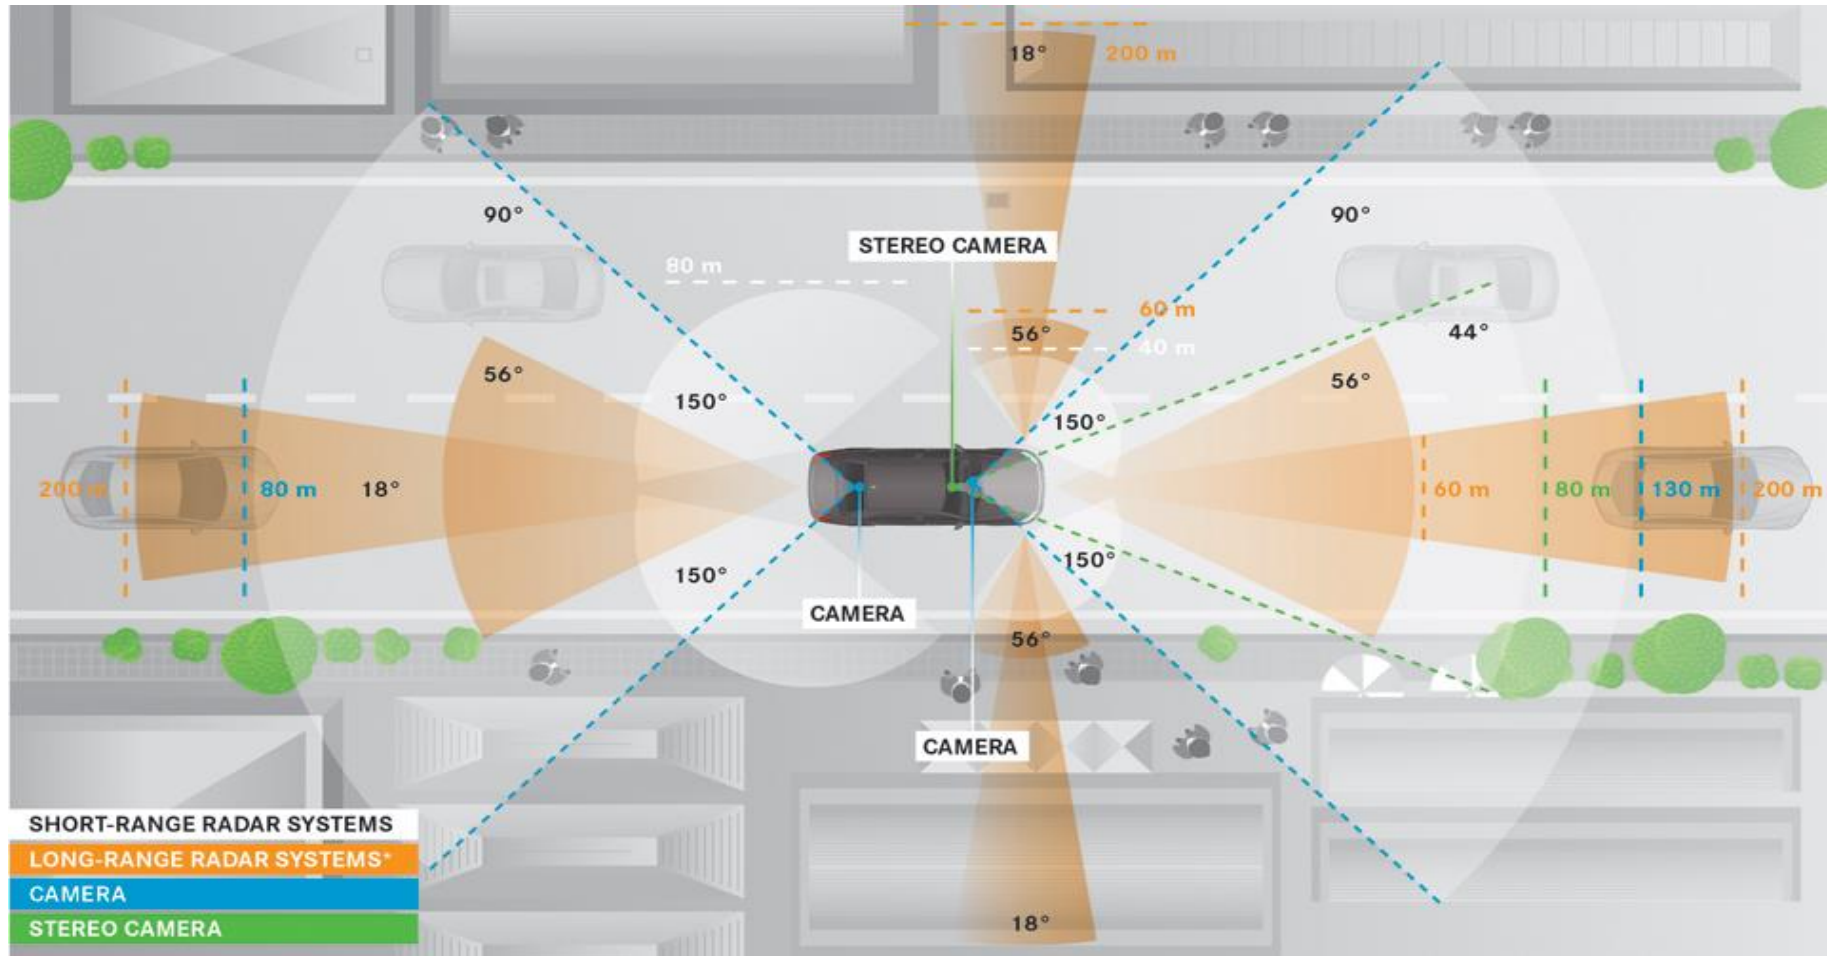 18°
200 m
90°
90°
STEREO CAMERA
80 m
60 m
56°
40 m
44°
56°
56°
150°
150°
200 m
80 m
18°
60 m
80 m
130 m
200 m
150°
150°
CAMERA
56°
CAMERA
18°
SHORT-RANGE RADAR SYSTEMS
LONG-RANGE RADAR SYSTEMS*
CAMERA
STEREO CAMERA